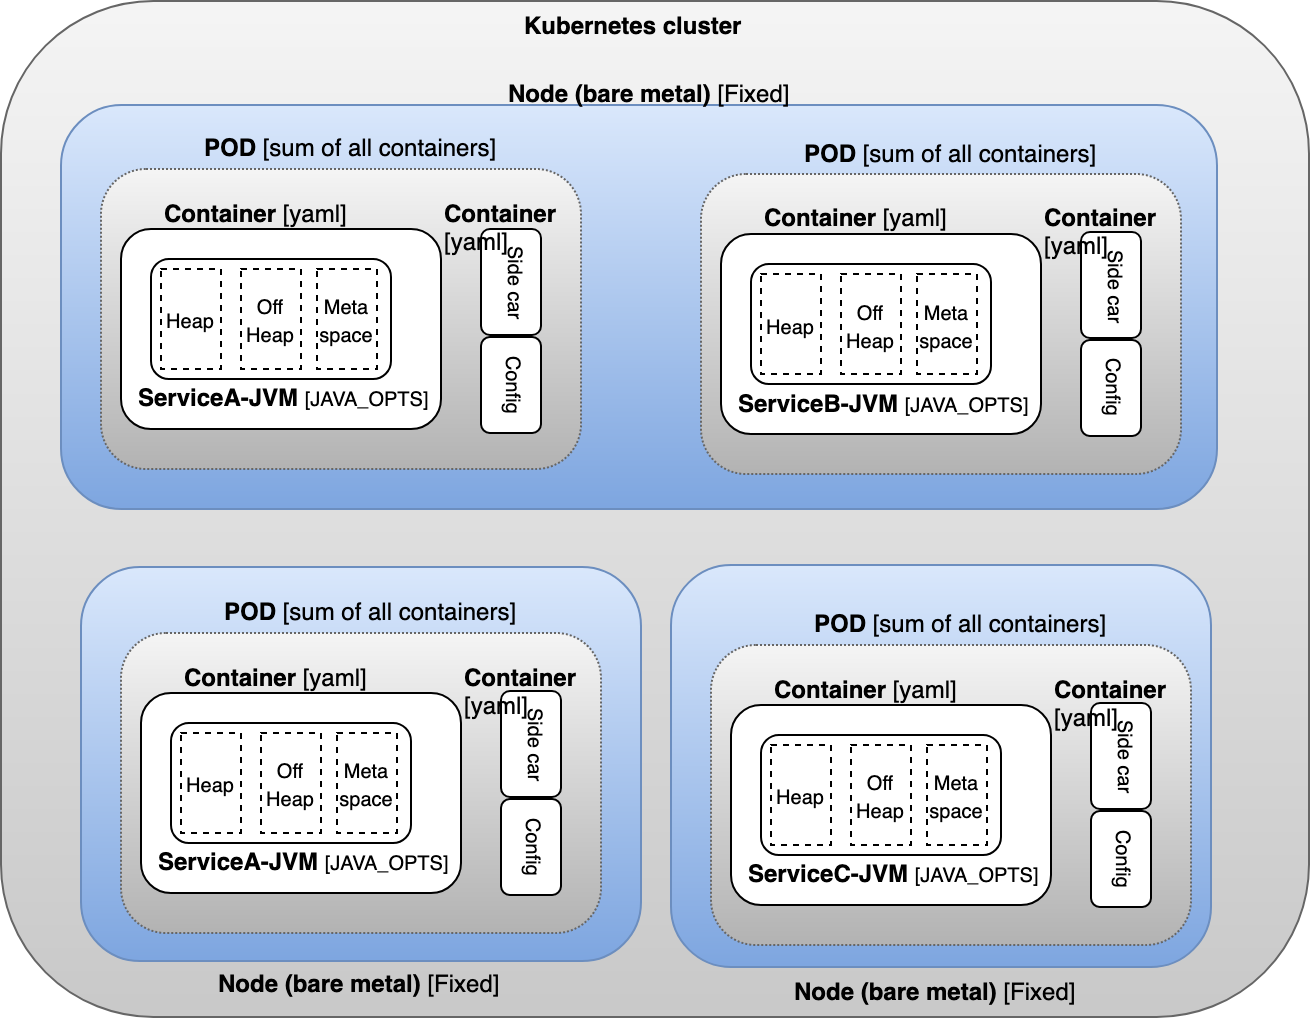 Kubernetes cluster
Node (bare metal) [Fixed]
POD [sum of all containers]
Container [yaml]
Container
[yaml]
Heap
Off
Heap
Meta
space
ServiceA-JVM [JAVA_OPTS]
Side car
Config
POD [sum of all containers]
Container [yaml]
Container
[yaml]
Heap
Off
Heap
Meta
space
ServiceB-JVM [JAVA_OPTS]
Side car
Config
POD [sum of all containers]
Container [yaml]
Container
[yaml]
Heap
Off
Heap
Meta
space
ServiceA-JVM [JAVA_OPTS]
Side car
Config
Node (bare metal) [Fixed]
POD [sum of all containers]
Container [yaml]
Container
[yaml]
Heap
Off
Heap
Meta
space
ServiceC-JVM [JAVA_OPTS]
Side car
Config
Node (bare metal) [Fixed]